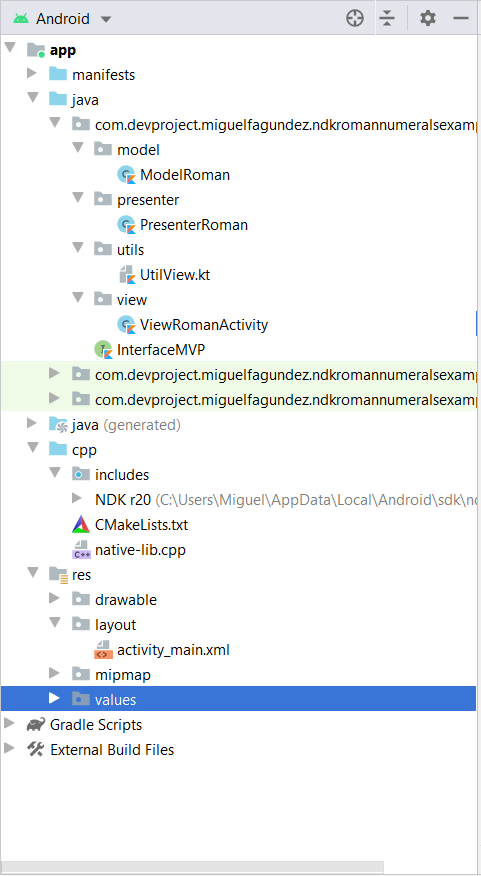 Android
app
manifests
java
com.devproject.miguelfagundez.ndkromannumeralsexamp
model
ModelRoman
presenter
PresenterRoman
utils
UtilView.kt
view
ViewRomanActivity
InterfaceMVP
com.devproject.miguelfagundez.ndkromannumeralsexamp
com.devproject.miguelfagundez.ndkromannumeralsexamp
java (generated)
cpp
includes
NDK r20 (C:\Users\Miguel\AppData\Local\Android\sdk\nd
CMakeLists.txt
native-lib.cpp
res
drawable
layout
activity_main.xml
mipmap
values
Gradle Scripts
External Build Files